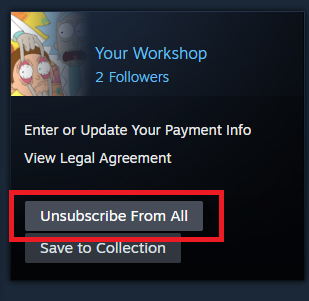 Your Workshop
2 Followers
Enter or Update Your Payment Info
View Legal Agreement
Unsubscribe From All
Save to Collection